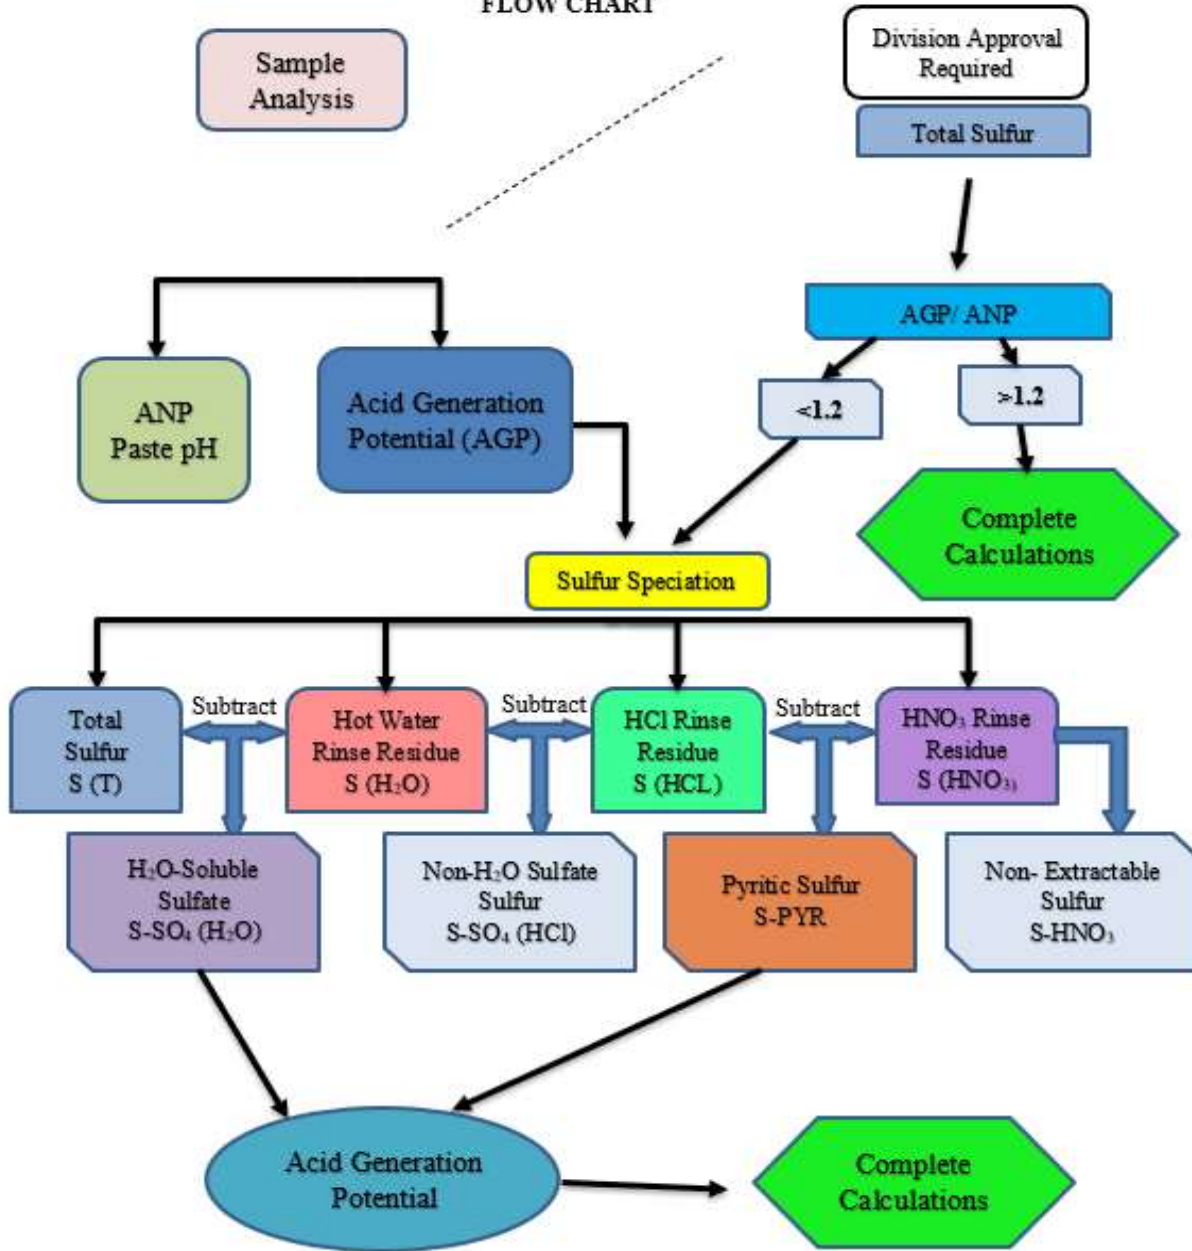 FLOW CHART
Sample
Analysis
Division Approval
Required
Total Sulfur
AGP/ ANP
<1.2
>1.2
ANP
Paste pH
Acid Generation
Potential (AGP)
Complete
Calculations
Sulfur Speciation
Total
Sulfur
S (T)
Subtract
Hot Water
Rinse Residue
S (H₂O)
Subtract
HCl Rinse
Residue
S (HCL)
Subtract
HNO₃ Rinse
Residue
S (HNO₃₎
H₂O-Soluble
Sulfate
S-SO₄ (H₂O)
Non-H₂O Sulfate
Sulfur
S-SO₄ (HCl)
Pyritic Sulfur
S-PYR
Non- Extractable
Sulfur
S-HNO₃
Acid Generation
Potential
Complete
Calculations